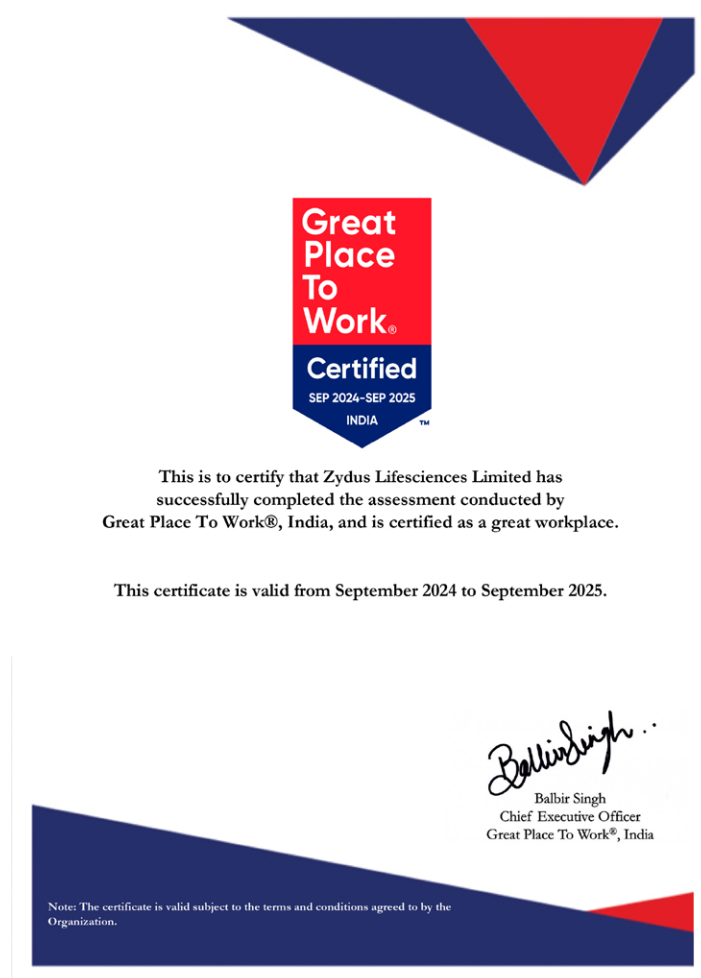 Great
Place
To
Work®
Certified
SEP 2024-SEP 2025
INDIA
™
This is to certify that Zydus Lifesciences Limited has
successfully completed the assessment conducted by
Great Place To Work®, India, and is certified as a great workplace.
This certificate is valid from September 2024 to September 2025.
Balbir Singh
Balbir Singh
Chief Executive Officer
Great Place To Work®, India
Note: The certificate is valid subject to the terms and conditions agreed to by the
Organization.